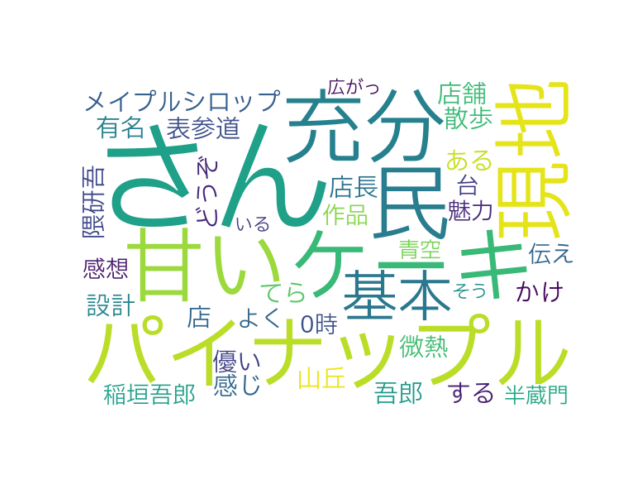 広がっ
メイプルシロップ
充分
店舗
現地
有名
表参道
散歩
さん
どうぞ
ある
隈研吾
店長
民
台
作品
魅力
いる
甘い
ケーキ
青空
伝え
感想
てら
基本
そう
かけ
設計
店
よく
0時
パイナップル
微熱
優い
感じ
山丘
稲垣吾郎
吾郎
する
半蔵門